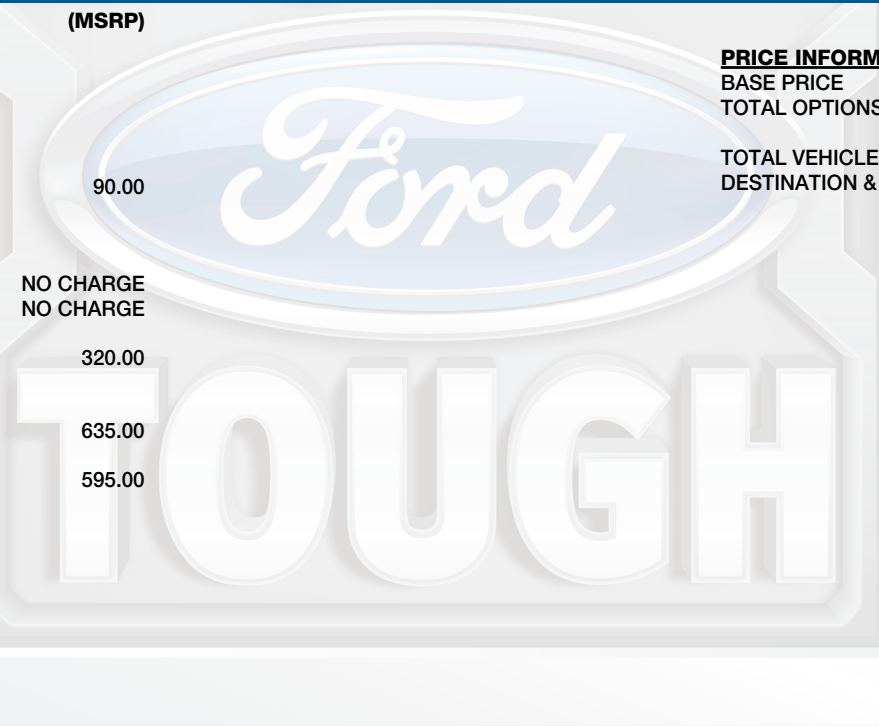 (MSRP)
90.00
NO CHARGE
NO CHARGE
320.00
635.00
595.00
PRICE INFORM
BASE PRICE
TOTAL OPTIONS
TOTAL VEHICLE
DESTINATION &
Ford
TOUGH